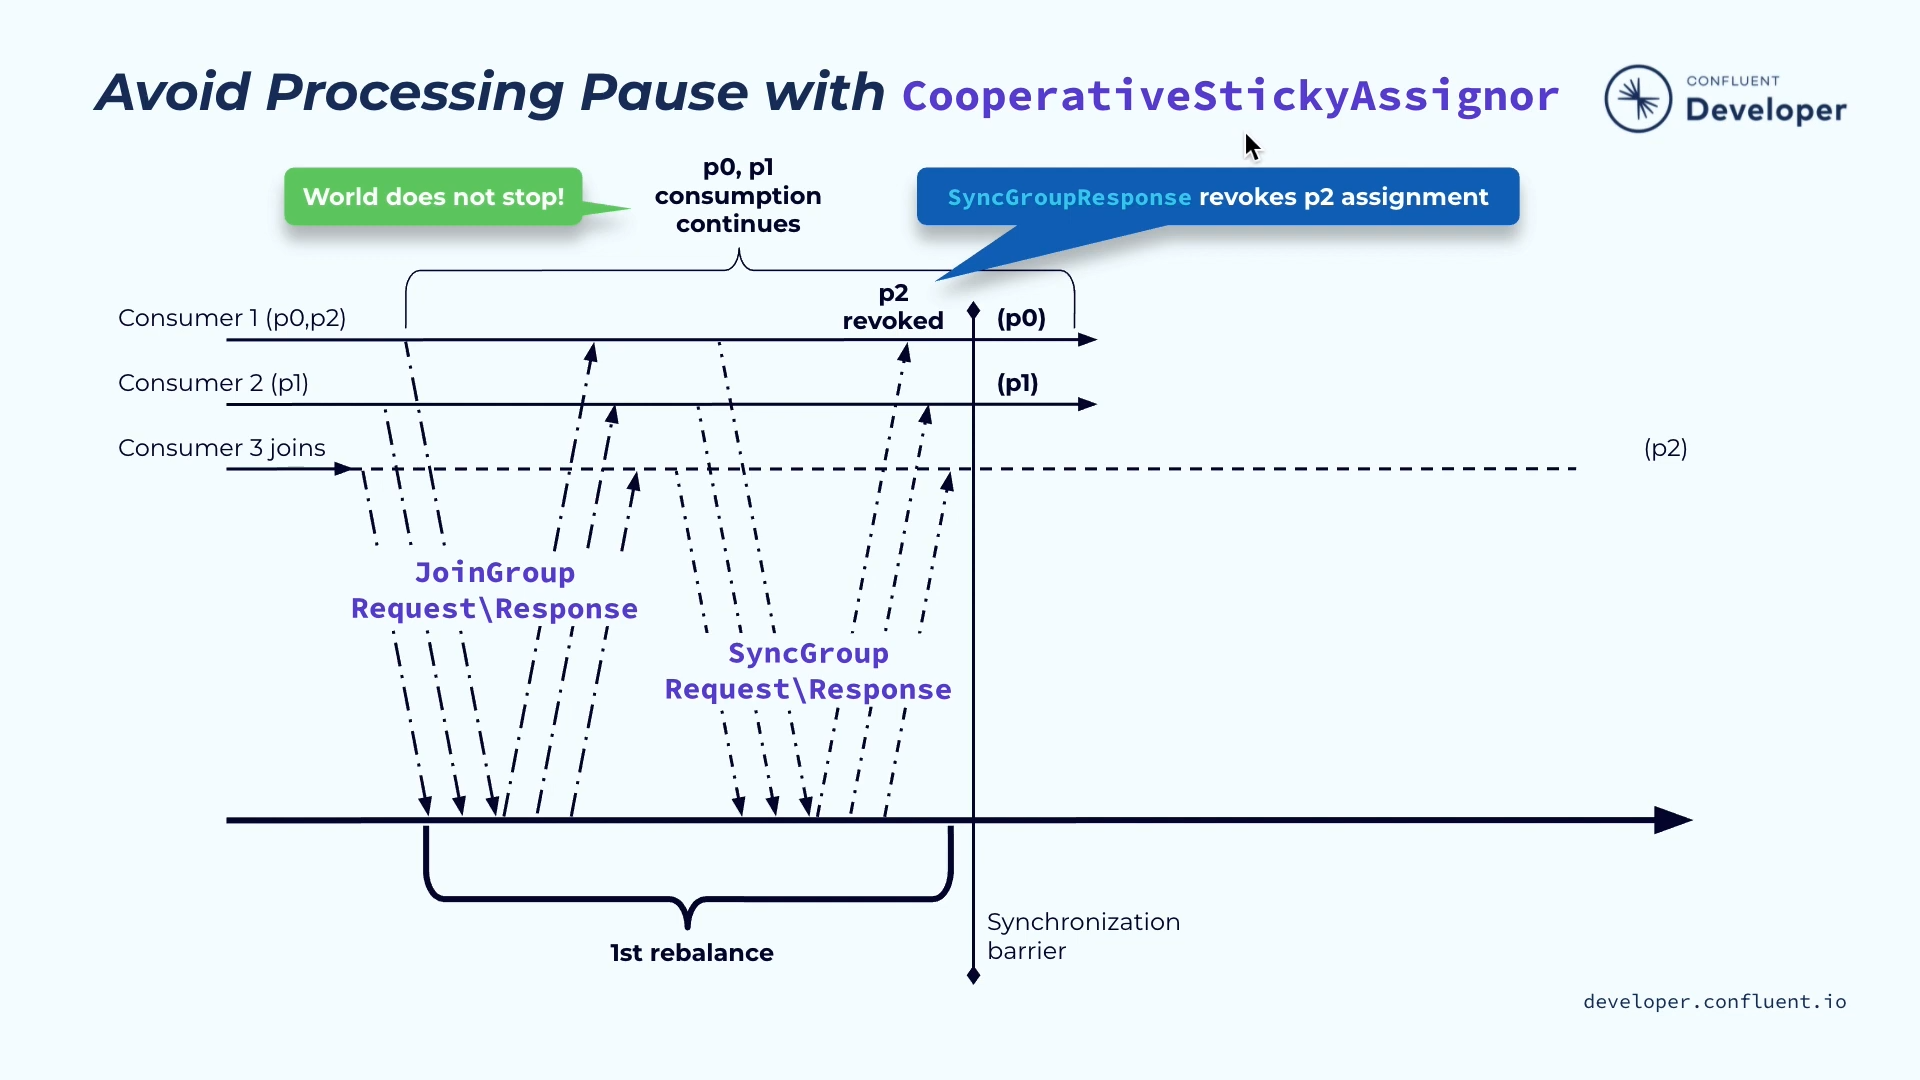 Avoid Processing Pause with CooperativeStickyAssignor
CONFLUENT
Developer
World does not stop!
p0, p1
consumption
continues
SyncGroupResponse revokes p2 assignment
p2
revoked
Consumer 1 (p0,p2)
(p0)
Consumer 2 (p1)
(p1)
Consumer 3 joins
(p2)
JoinGroup
Request\Response
SyncGroup
Request\Response
Synchronization
barrier
1st rebalance
developer.confluent.io